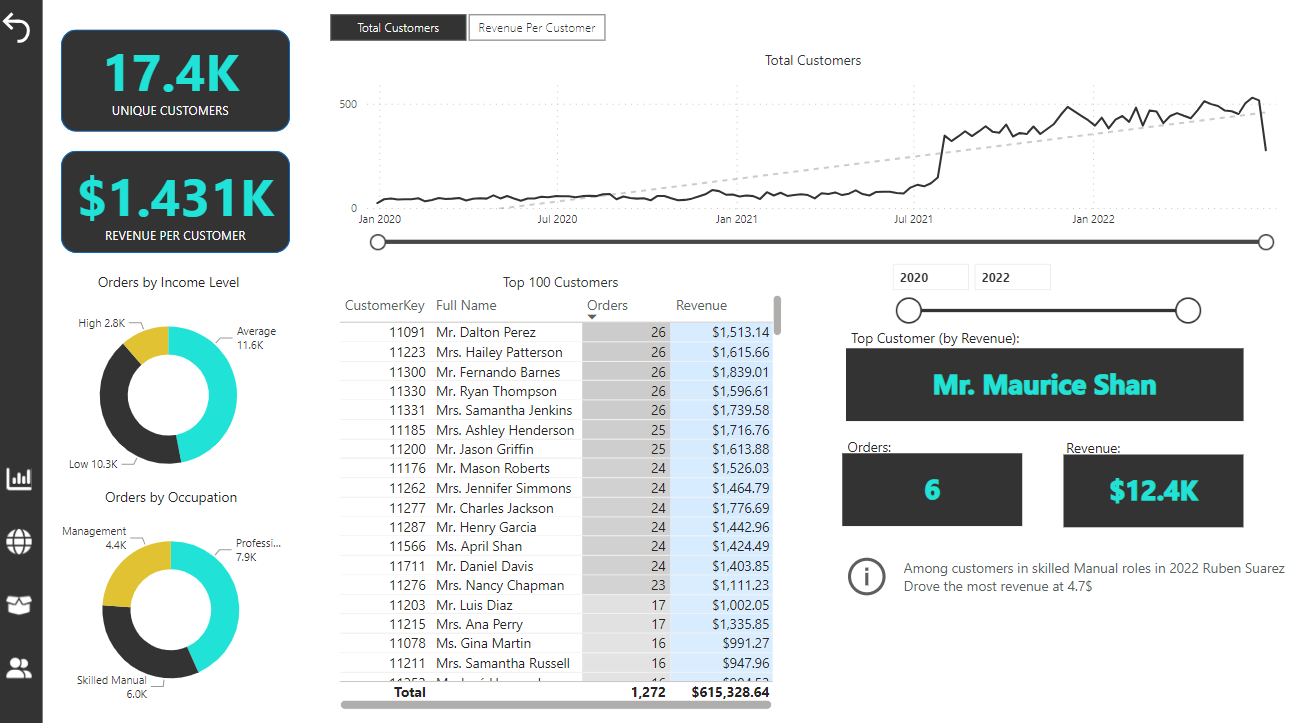 17.4K
UNIQUE CUSTOMERS
$1.431K
REVENUE PER CUSTOMER
Orders by Income Level
High 2.8K
Average
11.6K
Low 10.3K
Orders by Occupation
Management
4.4K
Professi...
7.9K
Skilled Manual
6.0K
Total Customers
Revenue Per Customer
Total Customers
500
0
Jan 2020 Jul 2020 Jan 2021 Jul 2021 Jan 2022
Top 100 Customers
CustomerKey Full Name Orders Revenue
11091 Mr. Dalton Perez 26 $1,513.14
11223 Mrs. Hailey Patterson 26 $1,615.66
11300 Mr. Fernando Barnes 26 $1,839.01
11330 Mr. Ryan Thompson 26 $1,596.61
11331 Mrs. Samantha Jenkins 26 $1,739.58
11185 Mrs. Ashley Henderson 25 $1,716.76
11200 Mr. Jason Griffin 25 $1,613.88
11176 Mr. Mason Roberts 24 $1,526.03
11262 Mrs. Jennifer Simmons 24 $1,464.79
11277 Mr. Charles Jackson 24 $1,776.69
11287 Mr. Henry Garcia 24 $1,442.96
11566 Ms. April Shan 24 $1,424.49
11711 Mr. Daniel Davis 24 $1,403.85
11276 Mrs. Nancy Chapman 23 $1,111.23
11203 Mr. Luis Diaz 17 $1,002.05
11215 Mrs. Ana Perry 17 $1,335.85
11078 Ms. Gina Martin 16 $991.27
11211 Mrs. Samantha Russell 16 $947.96
Total 1,272 $615,328.64
2020 2022
Top Customer (by Revenue):
Mr. Maurice Shan
Orders:
6
Revenue:
$12.4K
Among customers in skilled Manual roles in 2022 Ruben Suarez
Drove the most revenue at 4.7$